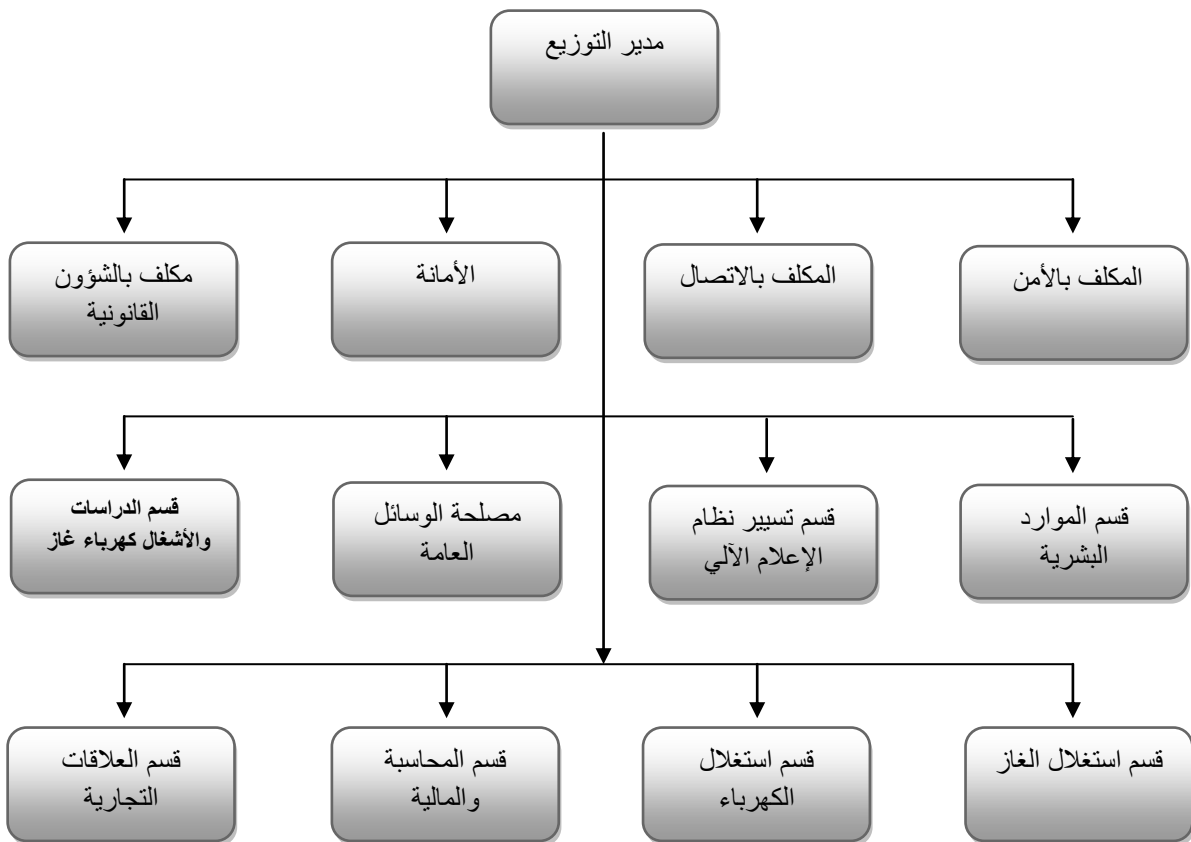 مدير التوزيع
المكلف بالأمن
المكلف بالاتصال
الأمانة
مكلف بالشؤون
القانونية
قسم الموارد
البشرية
قسم تسيير نظام
الإعلام الآلي
مصلحة الوسائل
العامة
قسم الدراسات
والأشغال كهرباء غاز
قسم استغلال الغاز
قسم استغلال
الكهرباء
قسم المحاسبة
والمالية
قسم العلاقات
التجارية